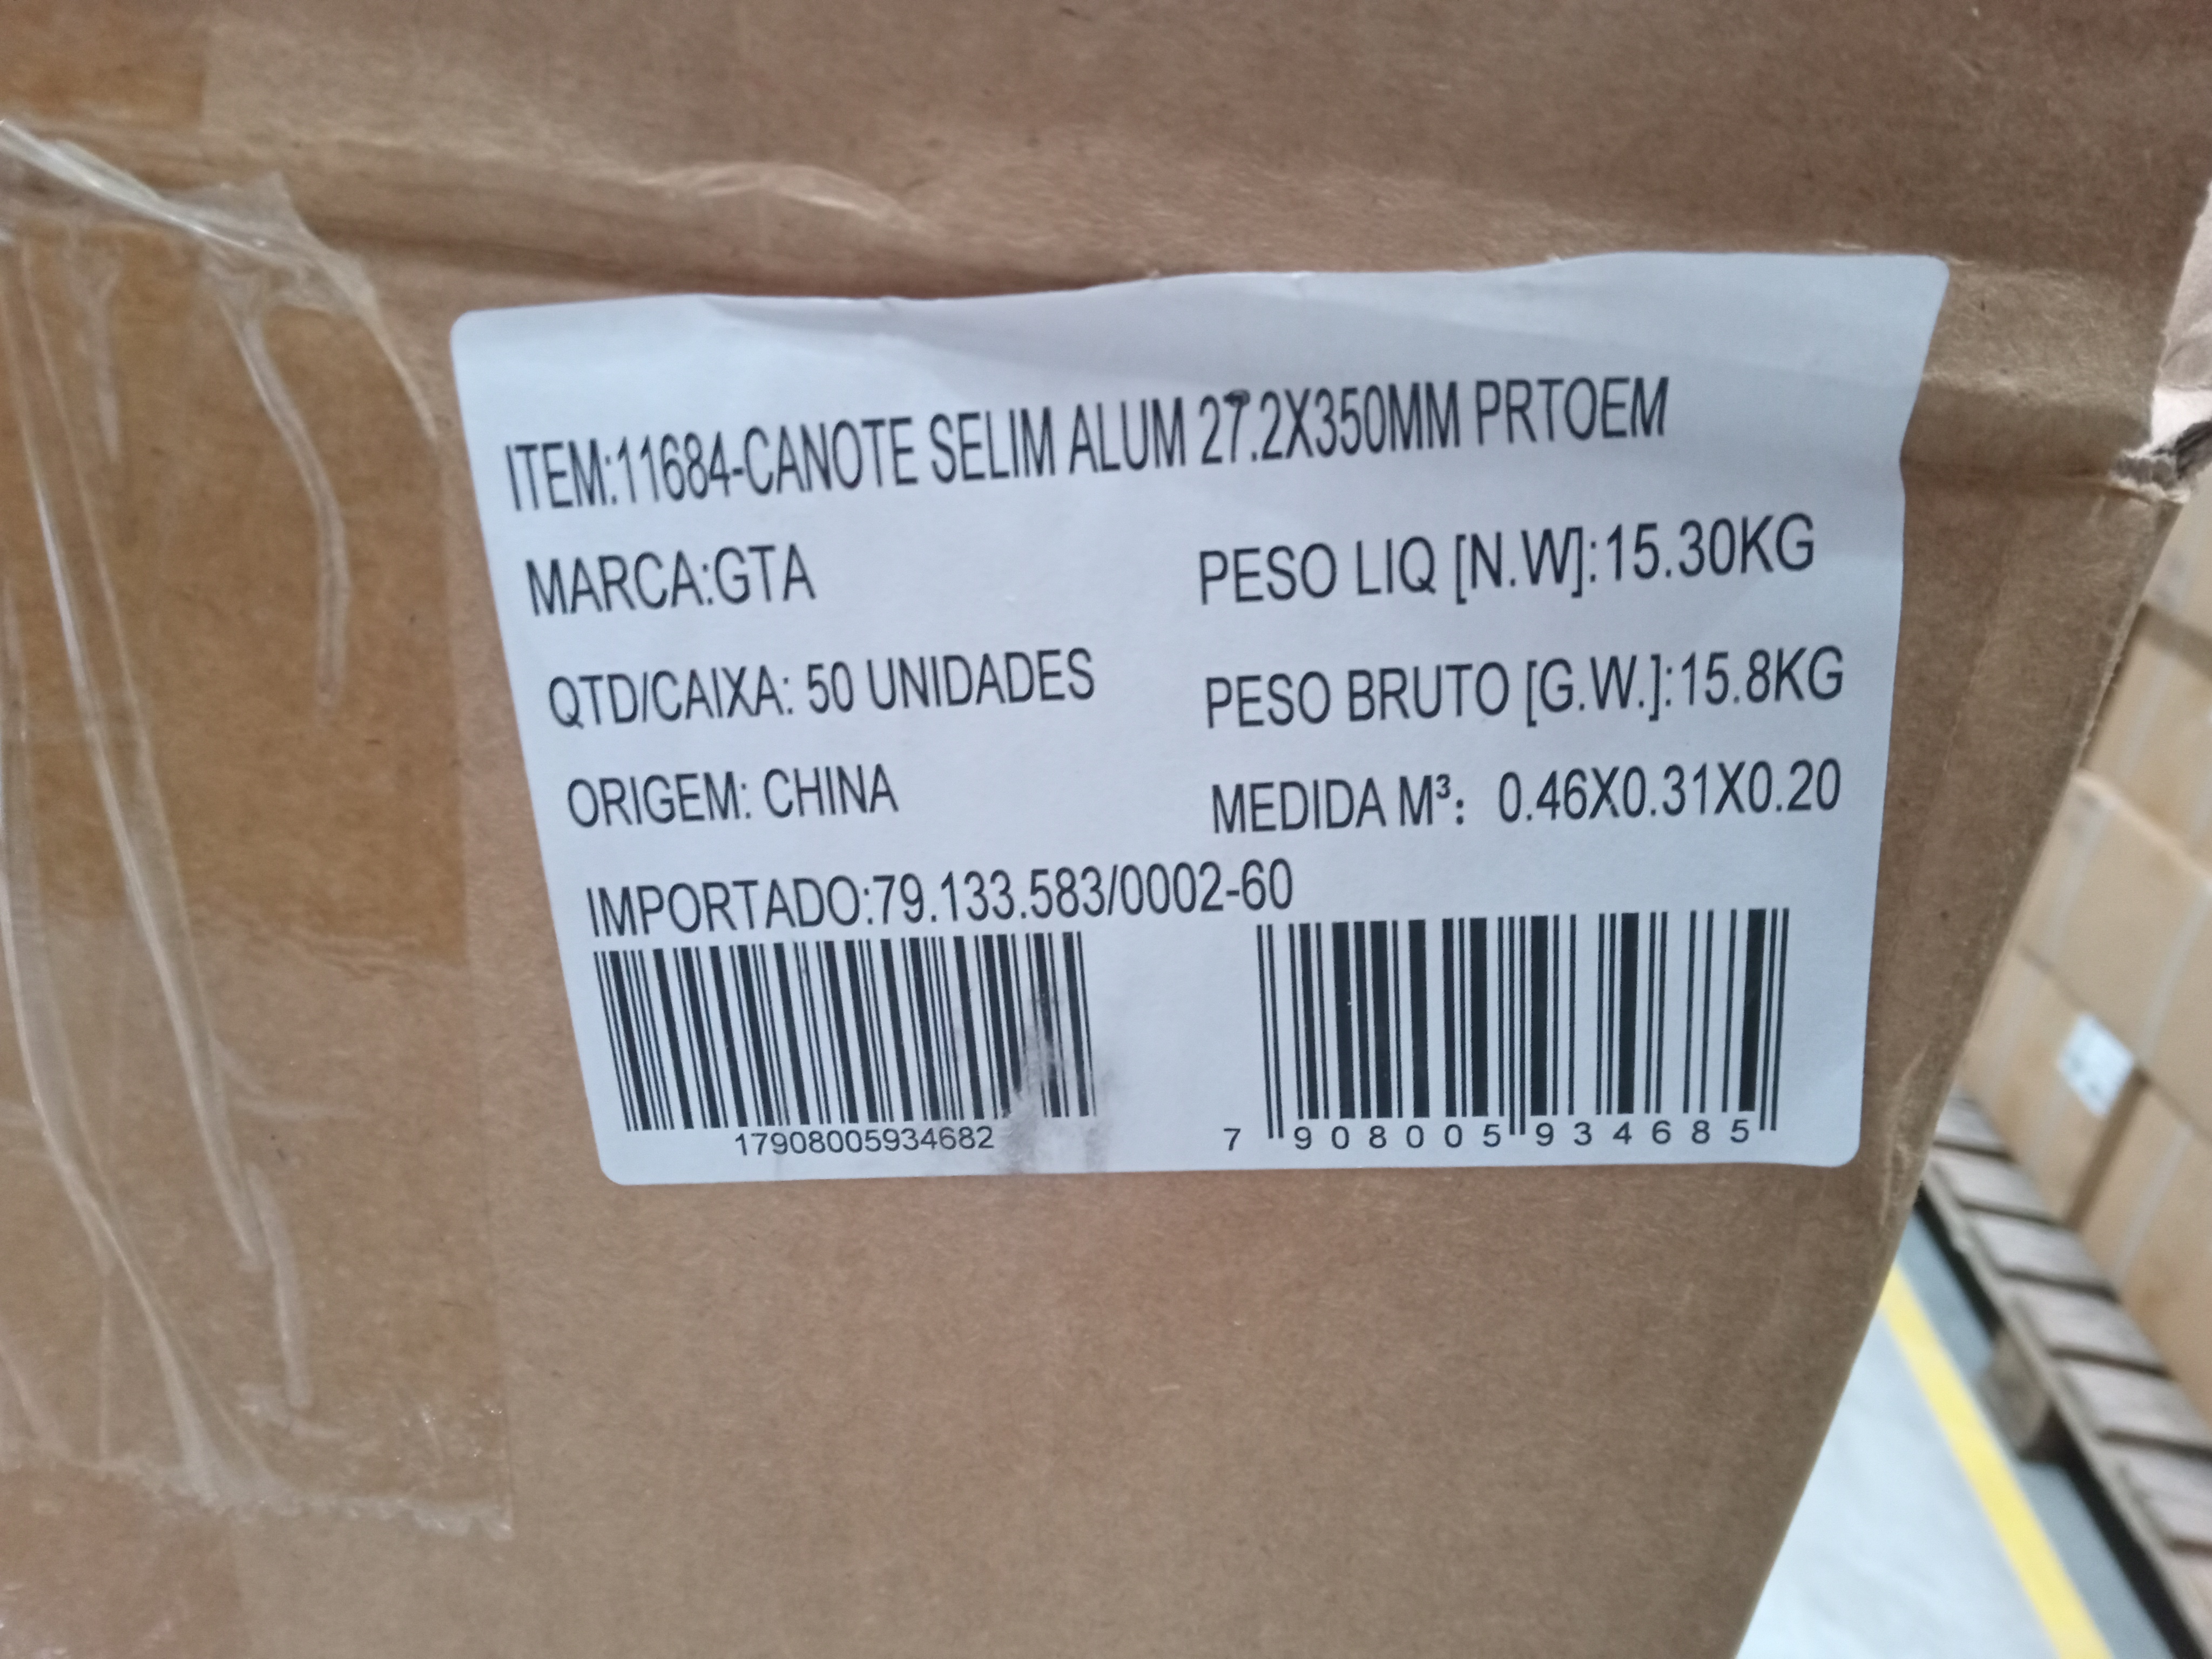 ITEM:11684-CANOTE SELIM ALUM 27.2X350MM PRTOEM
MARCA:GTA
PESO LIQ [N.W]:15.30KG
QTD/CAIXA: 50 UNIDADES
PESO BRUTO [G.W.]:15.8KG
ORIGEM: CHINA
MEDIDA M³: 0.46X0.31X0.20
IMPORTADO:79.133.583/0002-60
17908005934682
7 908005 934685